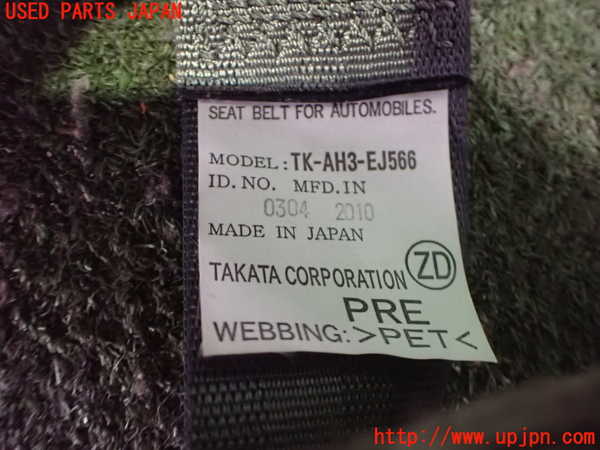 USED PARTS JAPAN
SEAT BELT FOR AUTOMOBILES.
MODEL: TK-AH3-EJ566
ID.NO. MFD.IN
0304 2010
MADE IN JAPAN
TAKATA CORPORATION ZD
PRE
WEBBING: >PET<
http://www.upjpn.com